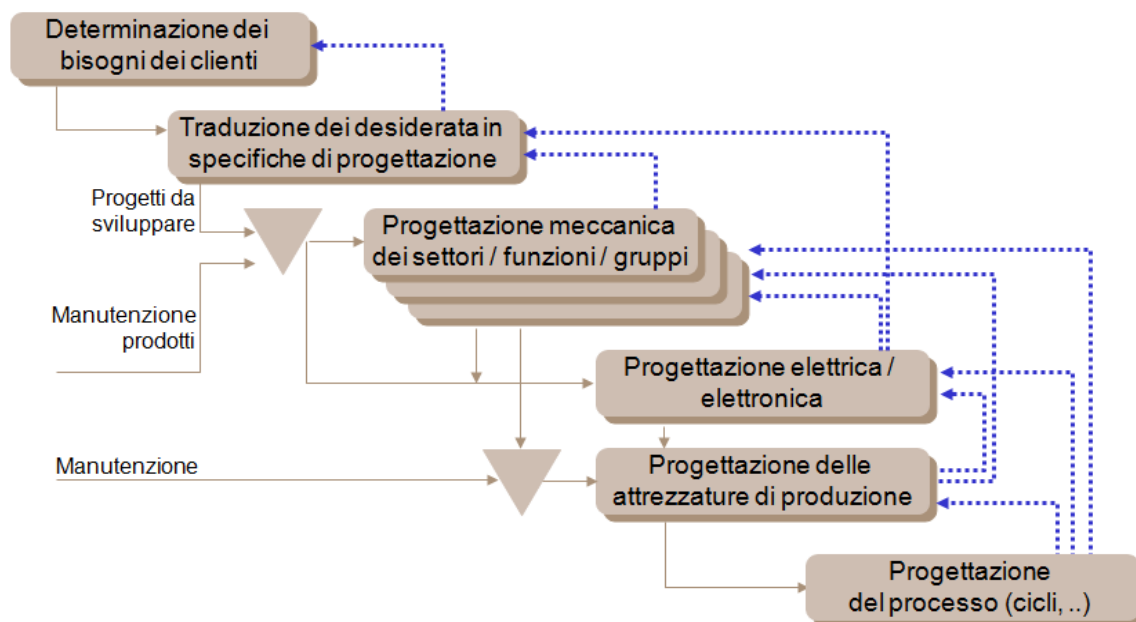 Determinazione dei
bisogni dei clienti
Traduzione dei desiderata in
specifiche di progettazione
Progetti da
sviluppare
Progettazione meccanica
dei settori / funzioni / gruppi
Manutenzione
prodotti
Progettazione elettrica /
elettronica
Manutenzione
Progettazione delle
attrezzature di produzione
Progettazione
del processo (cicli, ..)